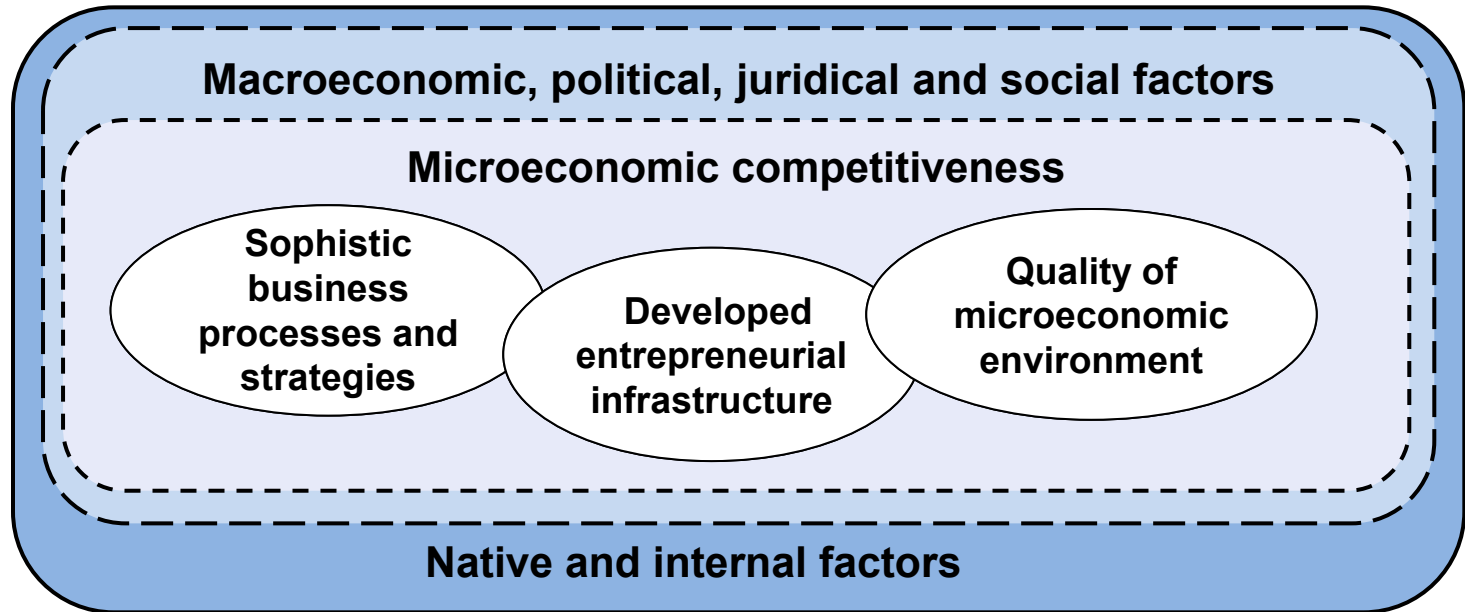 Macroeconomic, political, juridical and social factors
Microeconomic competitiveness
Sophistic
business
processes and
strategies
Developed
entrepreneurial
infrastructure
Quality of
microeconomic
environment
Native and internal factors